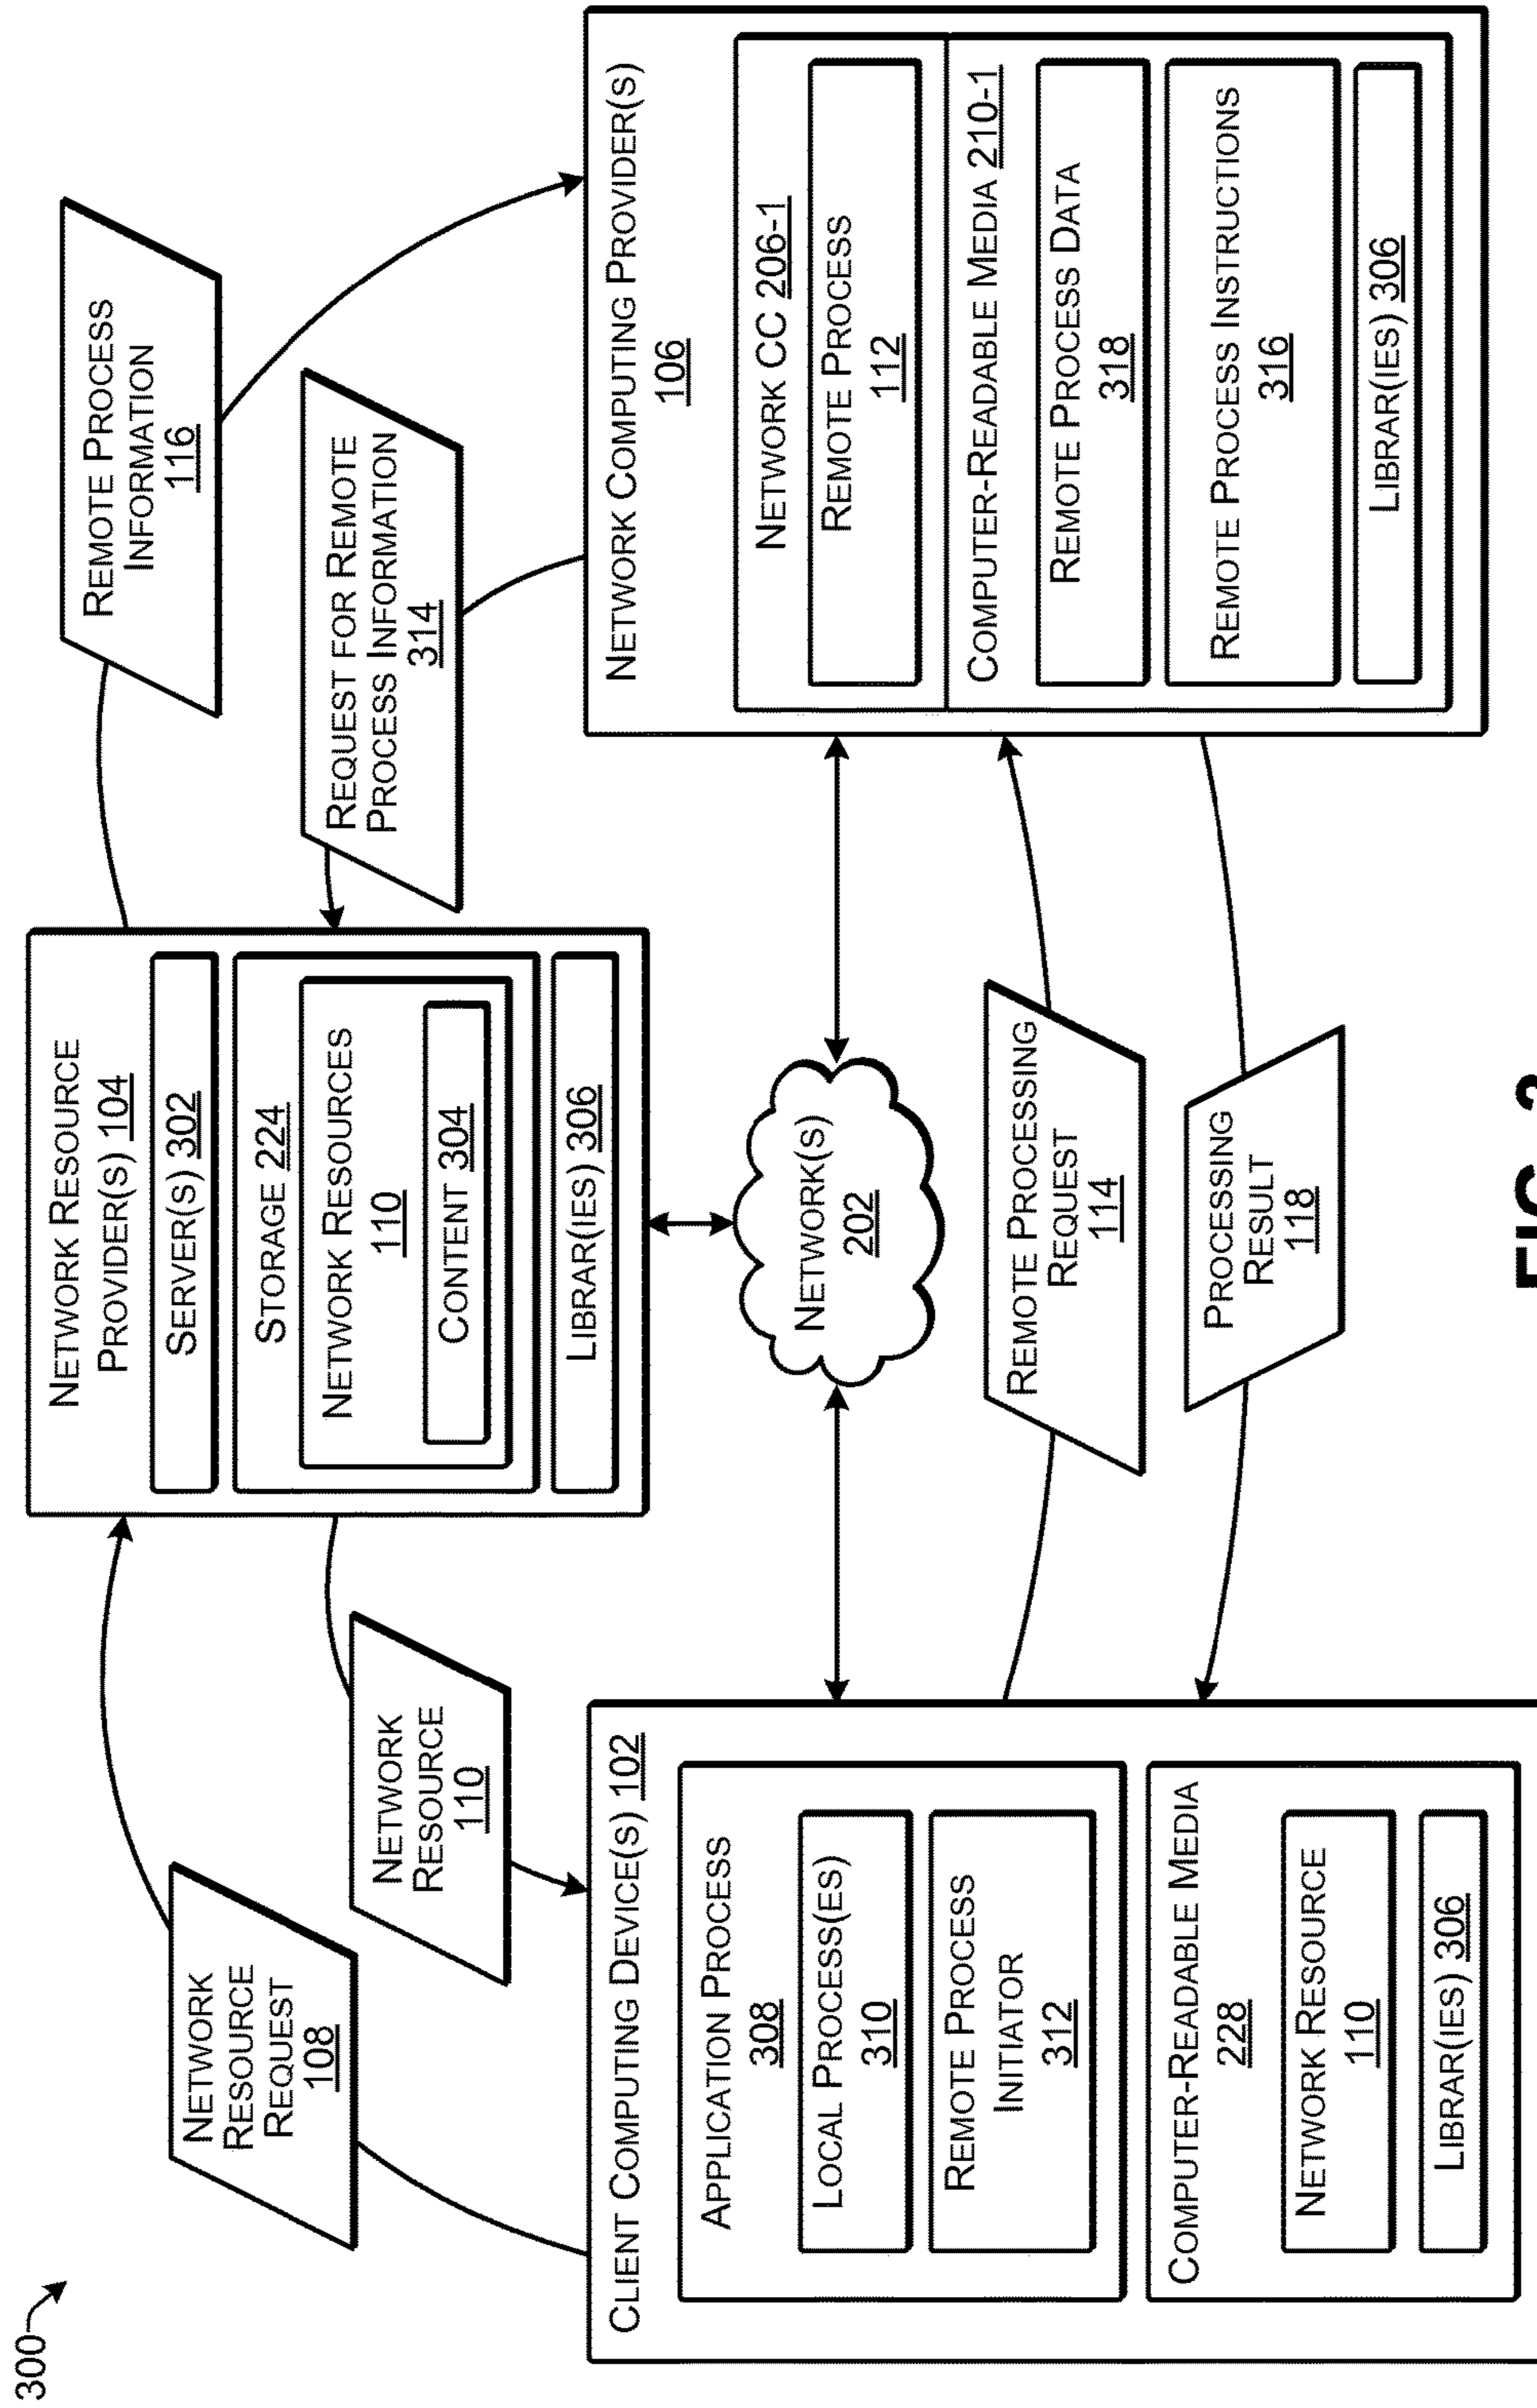 300
NETWORK RESOURCE
REQUEST
108
NETWORK
RESOURCE
110
NETWORK RESOURCE
PROVIDER(S) 104
SERVER(S) 302
STORAGE 224
NETWORK RESOURCES
110
CONTENT 304
LIBRAR(IES) 306
REMOTE PROCESS
INFORMATION
116
REQUEST FOR REMOTE
PROCESS INFORMATION
314
CLIENT COMPUTING DEVICE(S) 102
APPLICATION PROCESS
308
LOCAL PROCESS(ES)
310
REMOTE PROCESS
INITIATOR
312
COMPUTER-READABLE MEDIA
228
NETWORK RESOURCE
110
LIBRAR(IES) 306
NETWORK(S)
202
REMOTE PROCESSING
REQUEST
114
PROCESSING
RESULT
118
NETWORK COMPUTING PROVIDER(S)
106
NETWORK CC 206-1
REMOTE PROCESS
112
COMPUTER-READABLE MEDIA 210-1
REMOTE PROCESS DATA
318
REMOTE PROCESS INSTRUCTIONS
316
LIBRAR(IES) 306